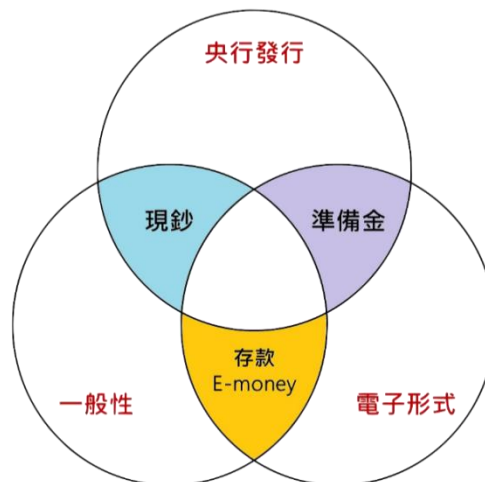 央行發行
現鈔
準備金
存款
E-money
一般性
電子形式